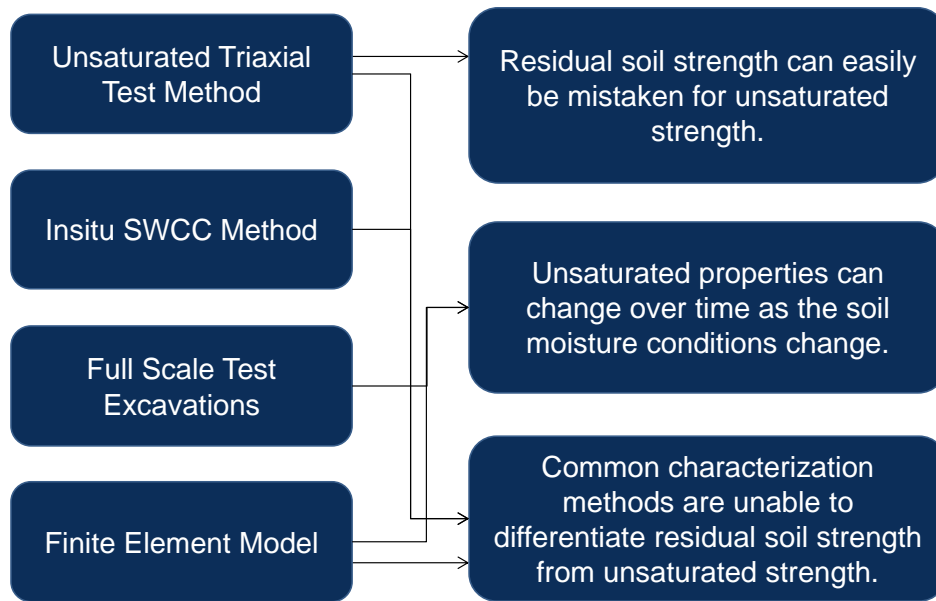 Unsaturated Triaxial
Test Method
Insitu SWCC Method
Full Scale Test
Excavations
Finite Element Model
Residual soil strength can easily
be mistaken for unsaturated
strength.
Unsaturated properties can
change over time as the soil
moisture conditions change.
Common characterization
methods are unable to
differentiate residual soil strength
from unsaturated strength.